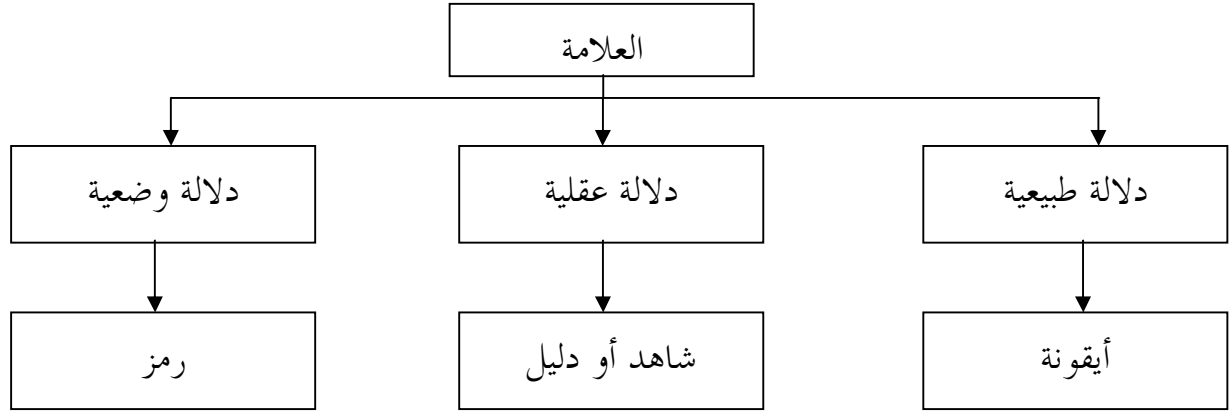 العلامة
دلالة طبيعية
دلالة عقلية
دلالة وضعية
أيقونة
شاهد أو دليل
رمز